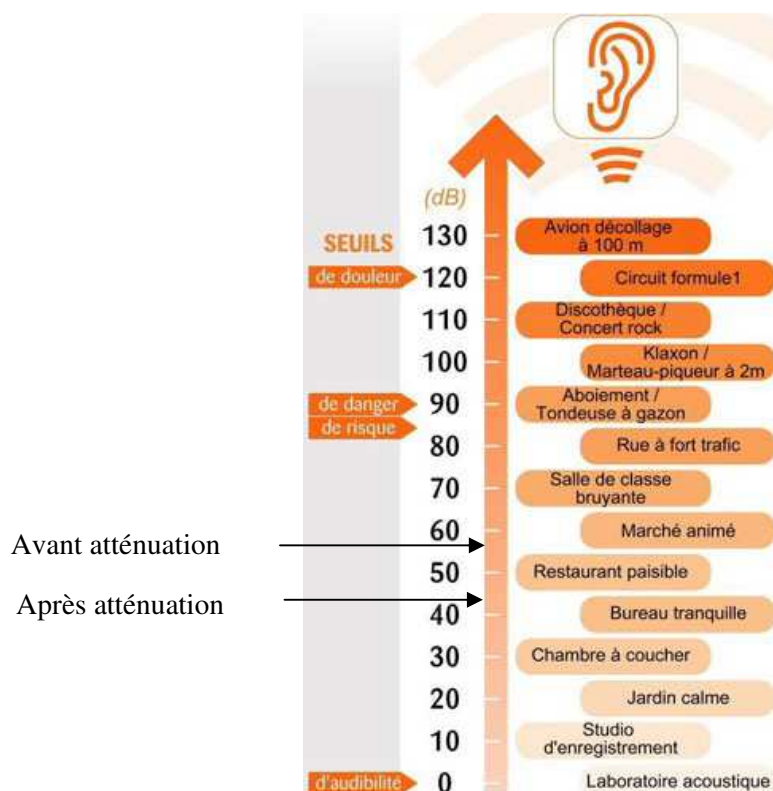 (dB)
SEUILS
130
Avion décollage
à 100 m
de douleur
120
Circuit formule1
110
Discothèque /
Concert rock
100
Klaxon /
Marteau-piqueur à 2m
de danger
90
Aboiement /
Tondeuse à gazon
de risque
80
Rue à fort trafic
70
Salle de classe
bruyante
60
Marché animé
Avant atténuation
50
Restaurant paisible
Après atténuation
40
Bureau tranquille
30
Chambre à coucher
20
Jardin calme
10
Studio
d'enregistrement
d'audibilité
0
Laboratoire acoustique